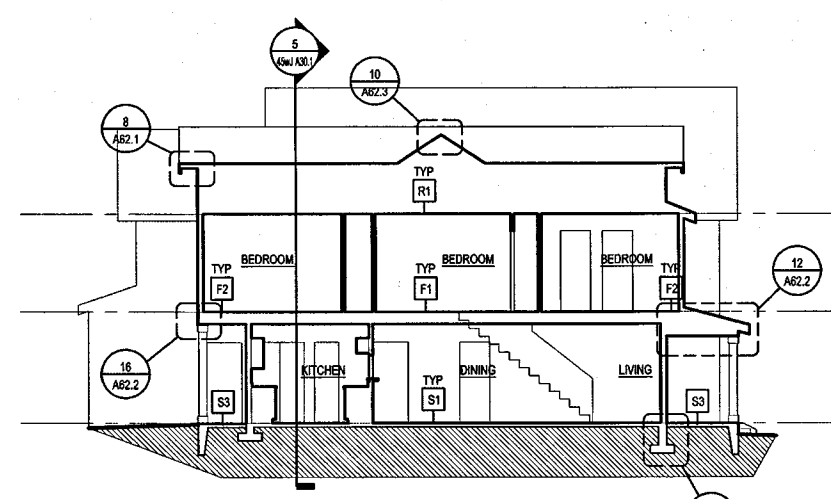 5
45wJ A30.1
10
A62.3
8
A62.1
TYP
R1
BEDROOM
BEDROOM
BEDROOM
TYP
F2
TYP
F1
TYP
F2
12
A62.2
16
A62.2
KITCHEN
DINING
LIVING
S3
TYP
S1
S3